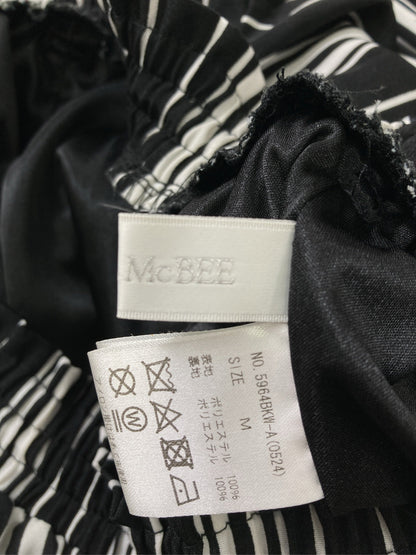 McBEE
NO. 5964BKW-A(0524)
SIZE M
表地 ポリエステル 100%
裏地 ポリエステル 100%
W